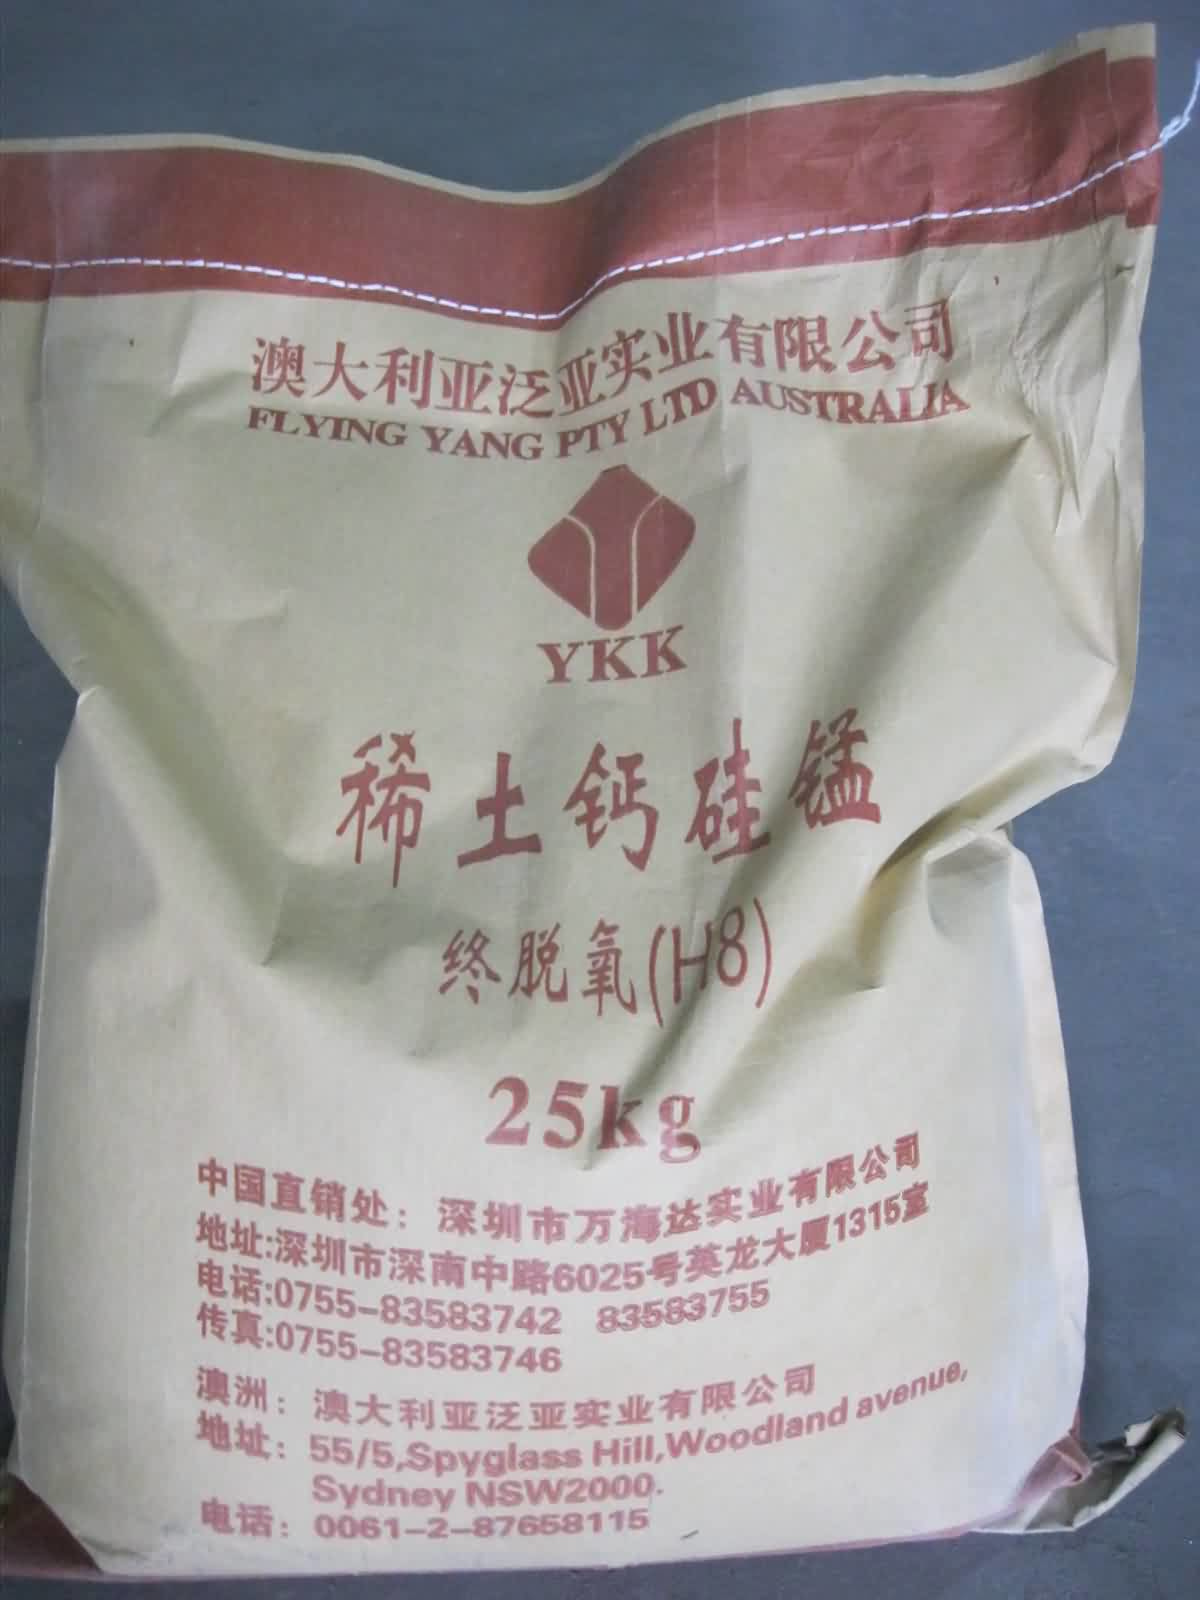 澳大利亚泛亚实业有限公司
FLYING YANG PTY LTD AUSTRALIA
YKK
稀土钙硅锰
终脱氧(H8)
25kg
中国直销处：深圳市万海达实业有限公司
地址:深圳市深南中路6025号英龙大厦1315室
电话:0755-83583742 83583755
传真:0755-83583746
澳洲：澳大利亚泛亚实业有限公司
地址：55/5,Spyglass Hill,Woodland avenue,
Sydney NSW2000.
电话：0061-2-87658115